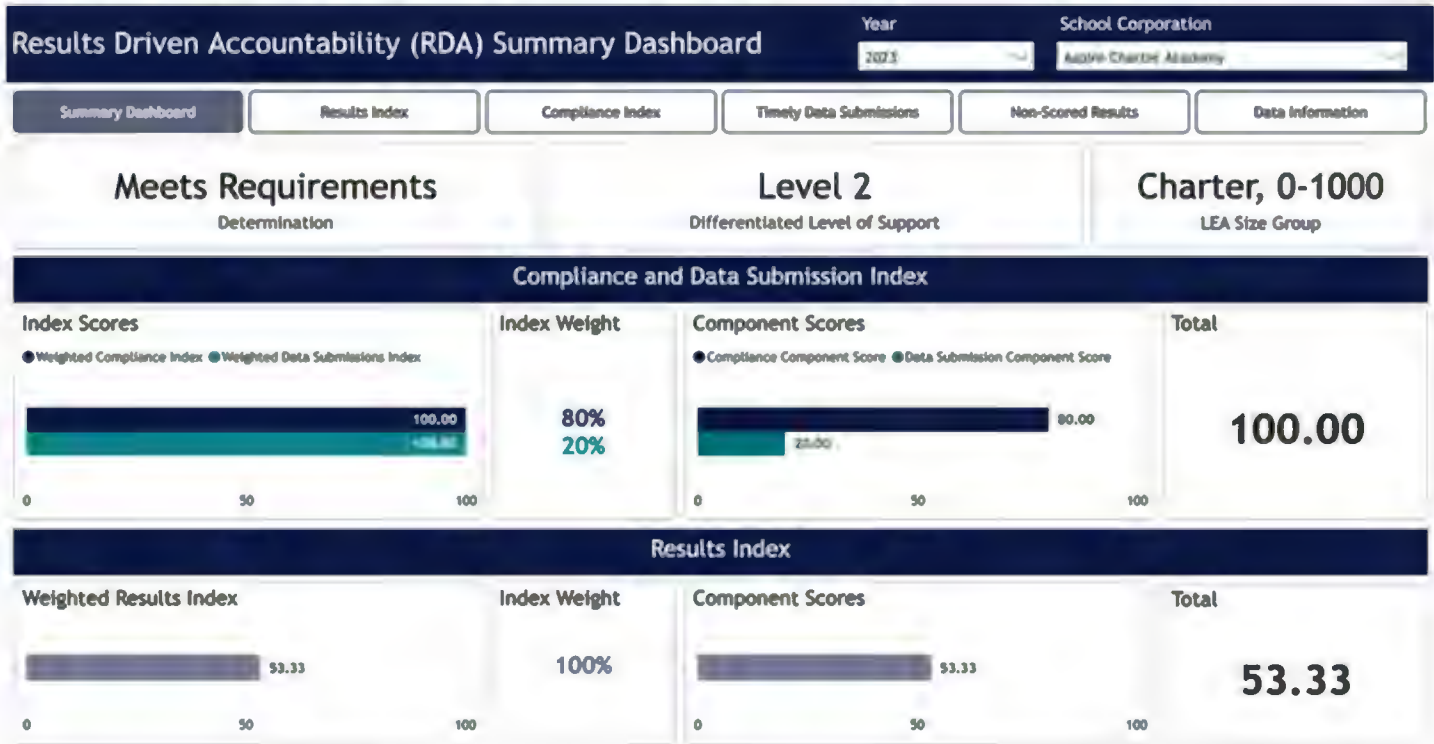 Results Driven Accountability (RDA) Summary Dashboard
Year
School Corporation
2023
Aspire Charter Academy
Summary Dashboard
Results Index
Compliance Index
Timely Data Submissions
Non-Scored Results
Data Information
Meets Requirements
Determination
Level 2
Differentiated Level of Support
Charter, 0-1000
LEA Size Group
Compliance and Data Submission Index
Index Scores
Weighted Compliance Index Weighted Data Submissions Index
100.00
0 50 100
Index Weight
80%
20%
Component Scores
Compliance Component Score Data Submission Component Score
80.00
20.00
0 50 100
Total
100.00
Results Index
Weighted Results Index
53.33
0 50 100
Index Weight
100%
Component Scores
53.33
0 50 100
Total
53.33